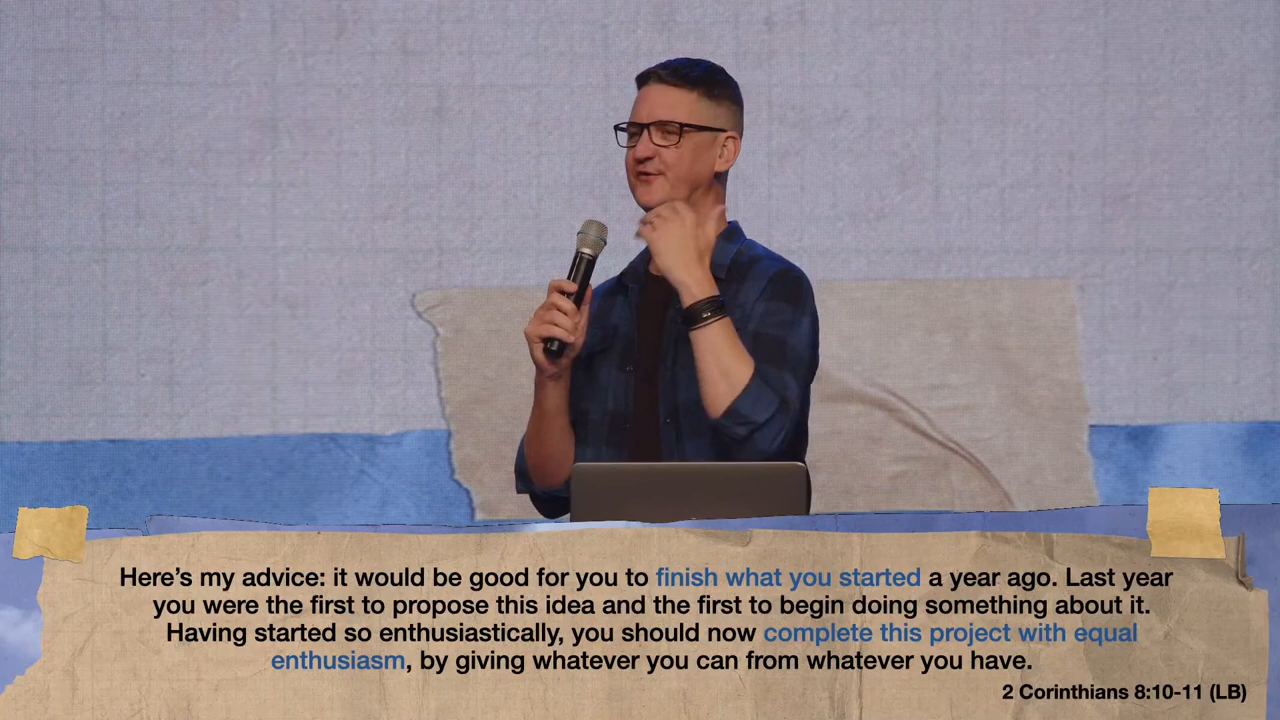 Here’s my advice: it would be good for you to finish what you started a year ago. Last year
you were the first to propose this idea and the first to begin doing something about it.
Having started so enthusiastically, you should now complete this project with equal
enthusiasm, by giving whatever you can from whatever you have.
2 Corinthians 8:10-11 (LB)